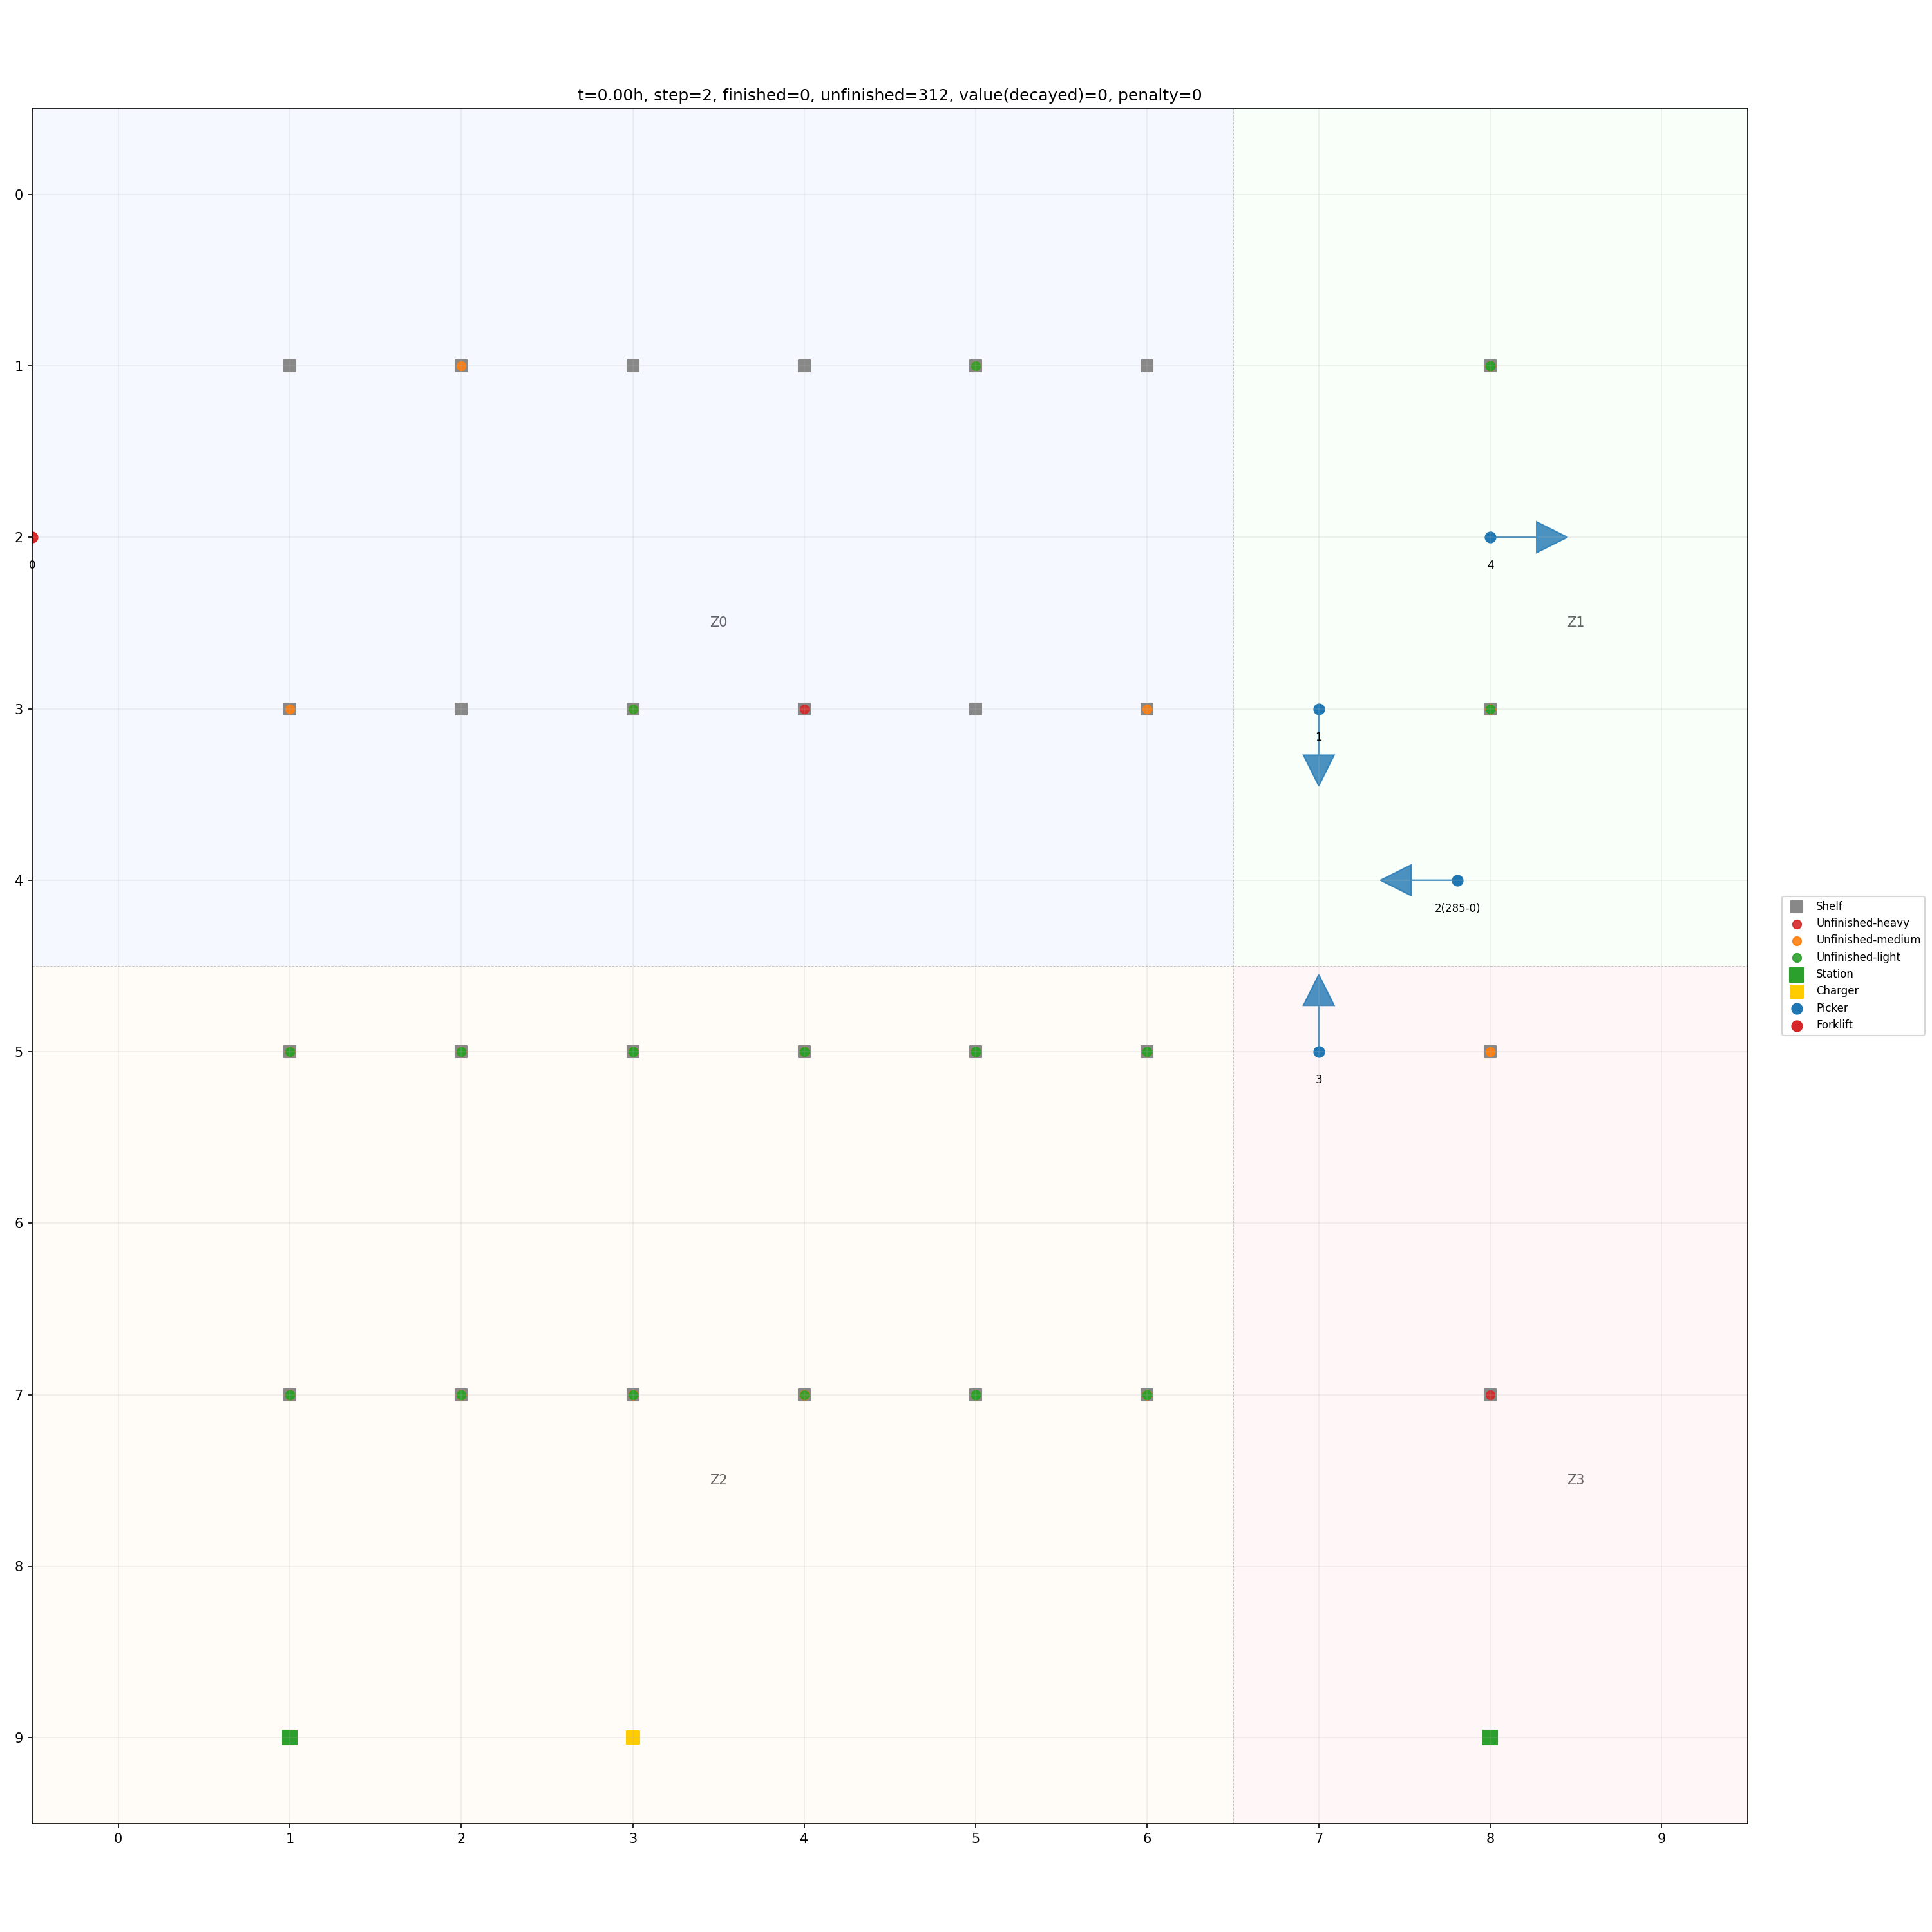 t=0.00h, step=2, finished=0, unfinished=312, value(decayed)=0, penalty=0
0
1
2
0
4
Z0
Z1
3
1
4
2(285-0)
Shelf
Unfinished-heavy
Unfinished-medium
Unfinished-light
Station
Charger
Picker
Forklift
5
3
6
7
Z2
Z3
8
9
0 1 2 3 4 5 6 7 8 9